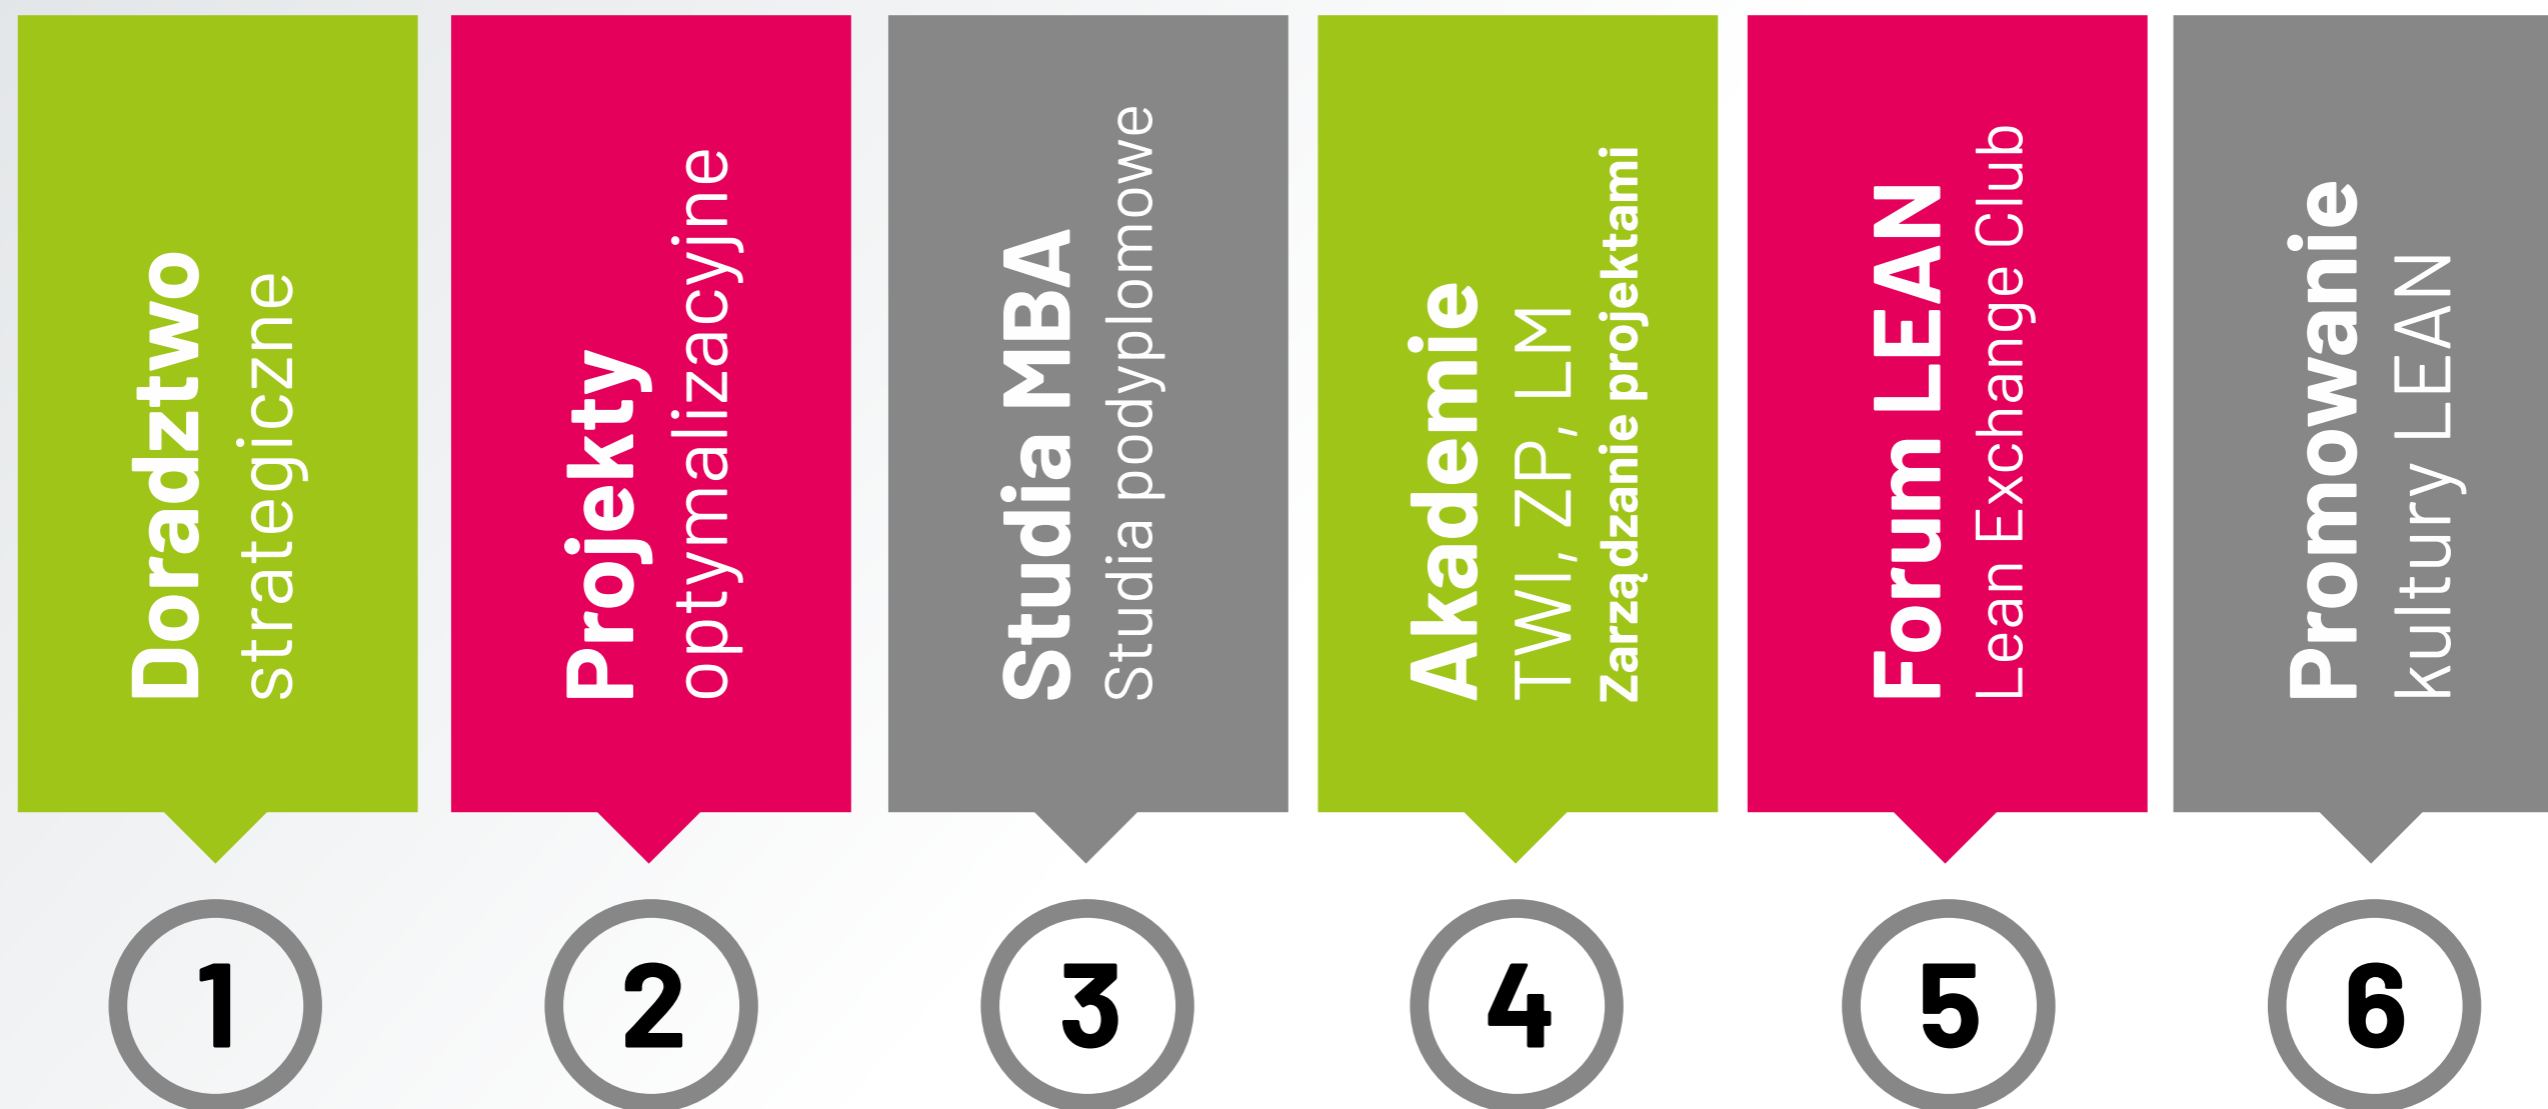 Doradztwo
strategiczne
1
Projekty
optymalizacyjne
2
Studia MBA
Studia podyplomowe
3
Akademie
TWI, ZP, LM
Zarządzanie projektami
4
Forum LEAN
Lean Exchange Club
5
Promowanie
kultury LEAN
6